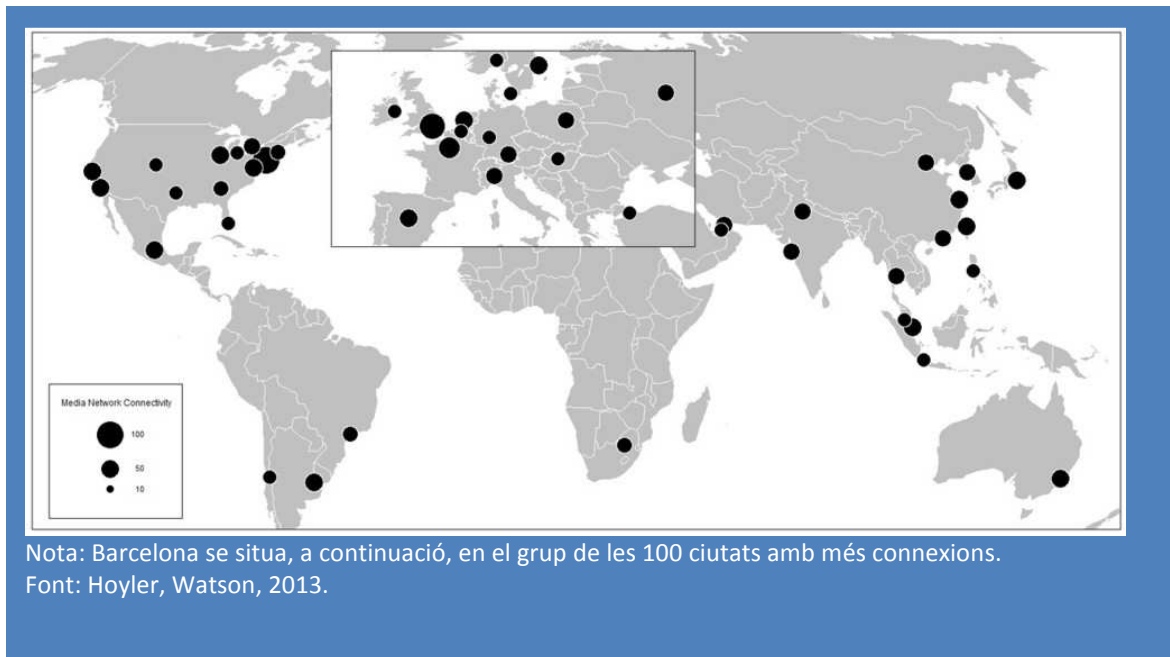 Media Network Connectivity
100
50
10
Nota: Barcelona se situa, a continuació, en el grup de les 100 ciutats amb més connexions.
Font: Hoyler, Watson, 2013.